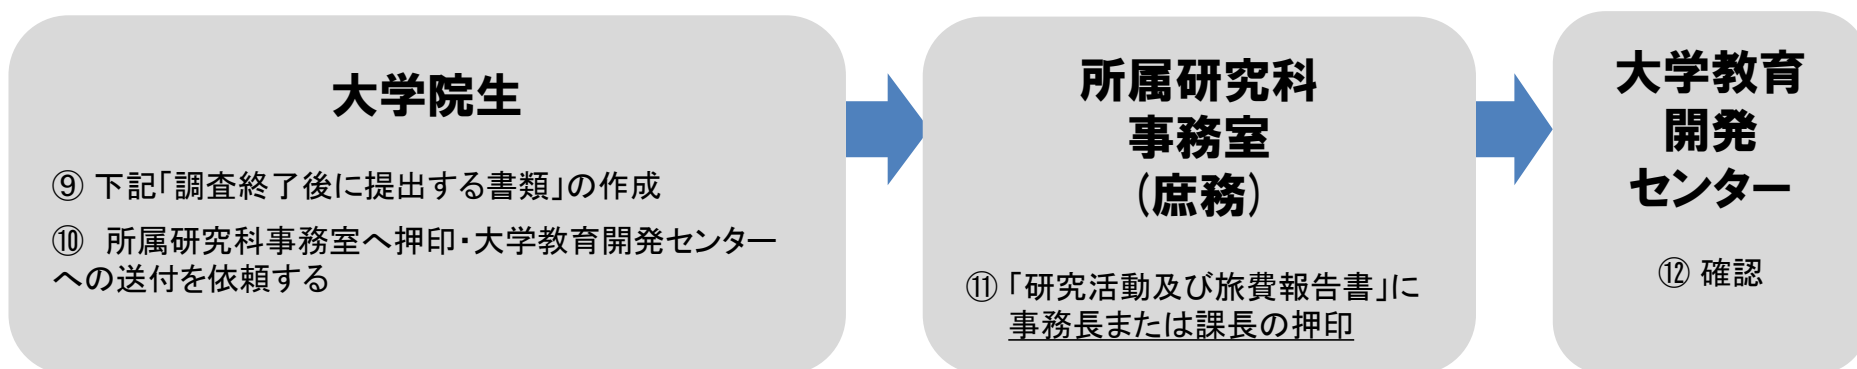 大学院生
⑨ 下記「調査終了後に提出する書類」の作成
⑩ 所属研究科事務室へ押印・大学教育開発センター
への送付を依頼する
所属研究科
事務室
(庶務)
⑪ 「研究活動及び旅費報告書」に
事務長または課長の押印
大学教育
開発
センター
⑫ 確認